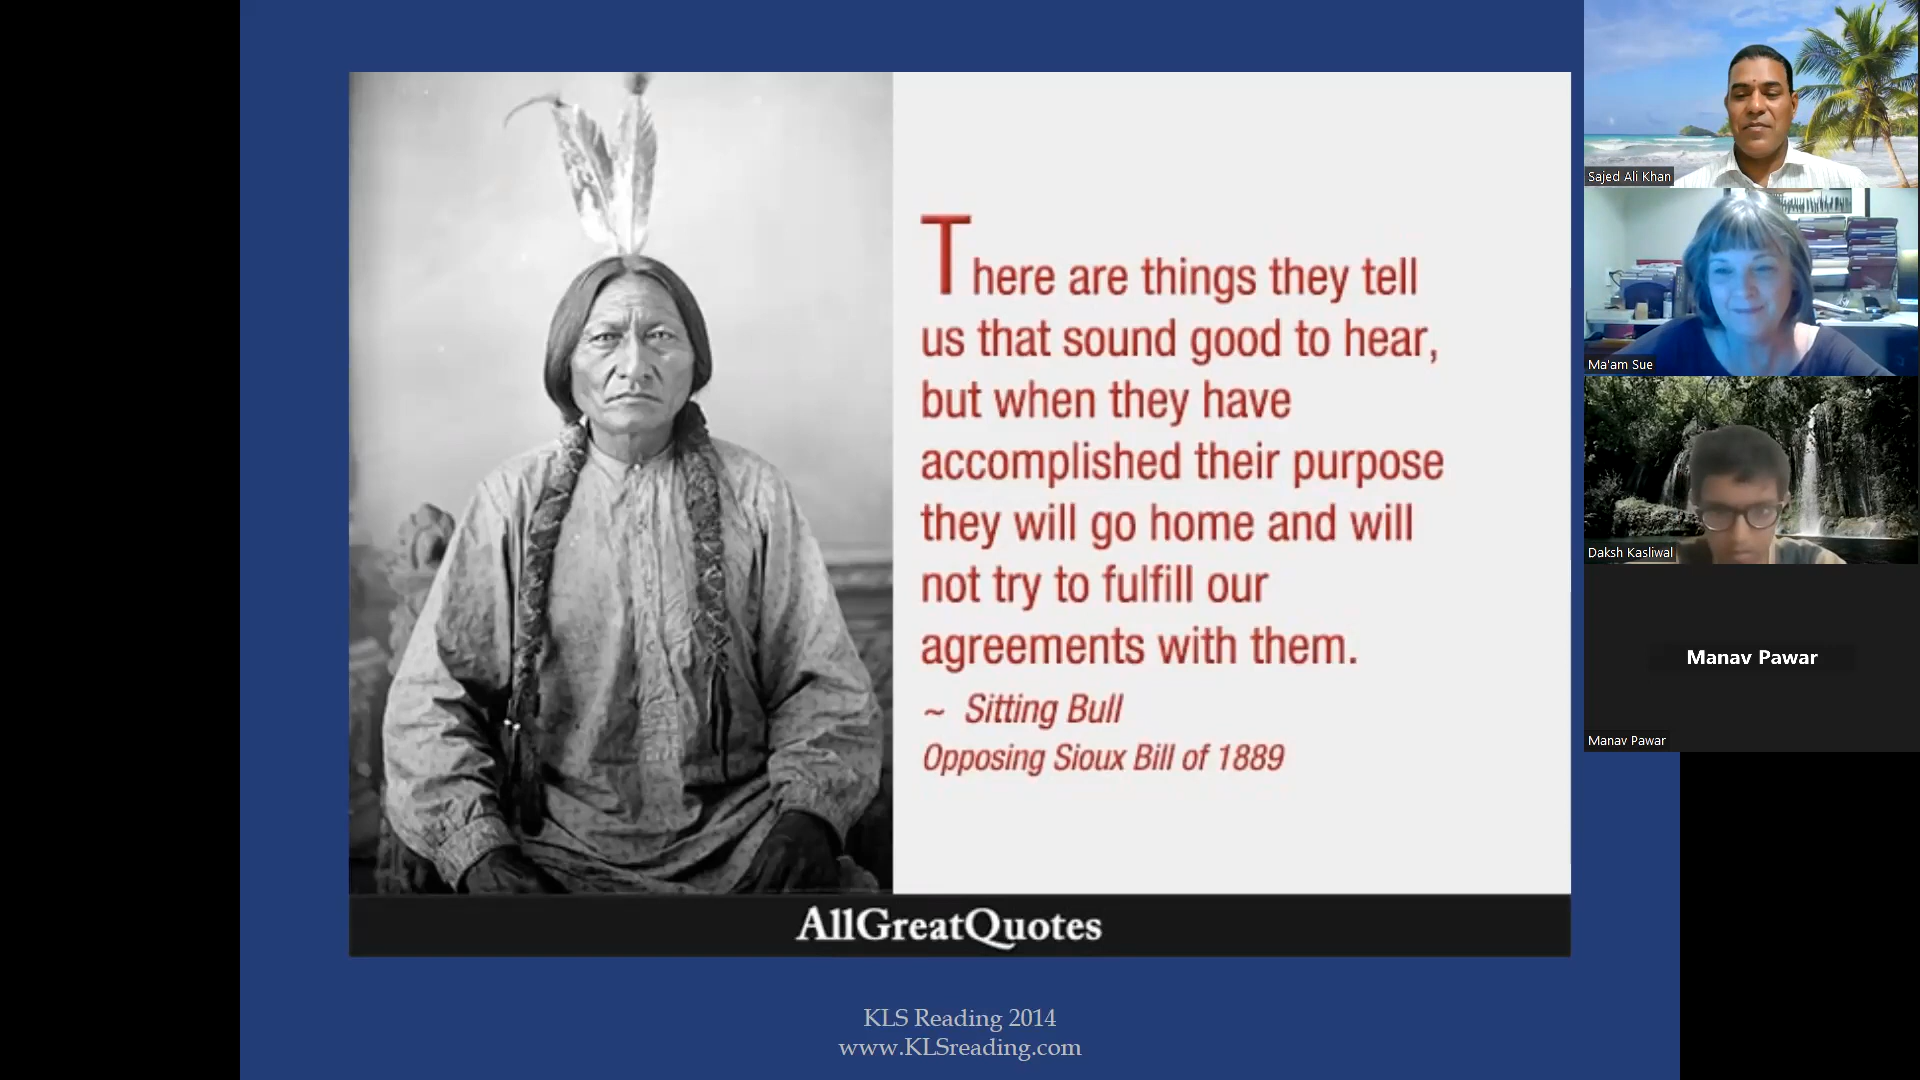 There are things they tell
us that sound good to hear,
but when they have
accomplished their purpose
they will go home and will
not try to fulfill our
agreements with them.
~ Sitting Bull
Opposing Sioux Bill of 1889
AllGreatQuotes
KLS Reading 2014
www.KLSreading.com
Sajed Ali Khan
Ma'am Sue
Daksh Kasliwal
Manav Pawar
Manav Pawar